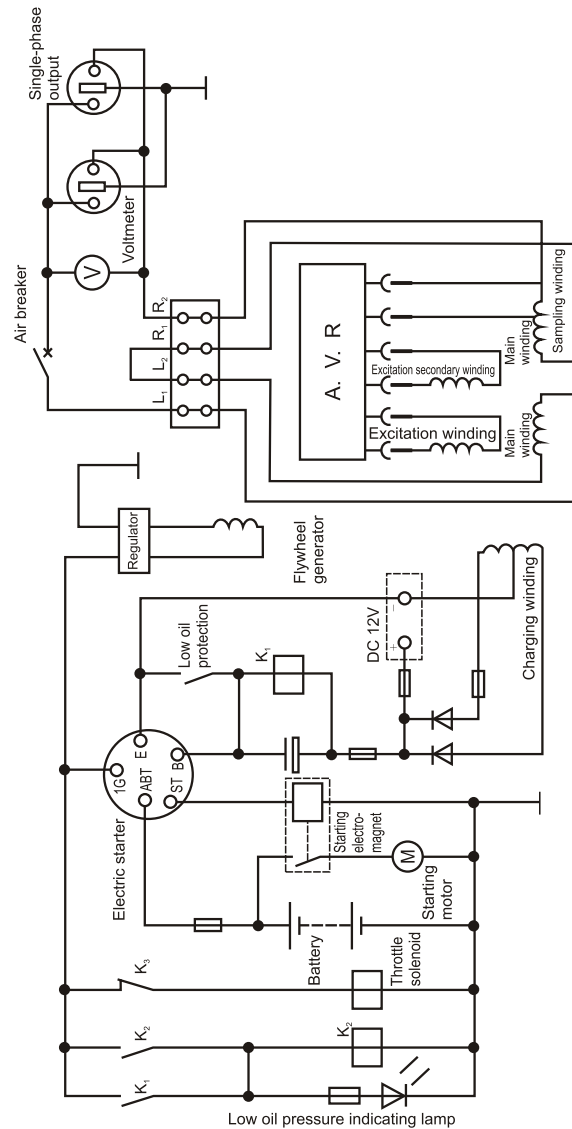 Single-phase
output
Voltmeter
V
Air breaker
R₂
R₁
L₂
L₁
A. V. R
Excitation secondary winding
Excitation winding
Main
winding
Sampling winding
Main
winding
Regulator
Flywheel
generator
Low oil
protection
K₁
DC 12V
+
−
Charging winding
Electric starter
1G
E
ABT
B
ST
Starting
electro-
magnet
M
Starting
motor
Battery
K₃
Throttle
solenoid
K₂
K₂
K₁
Low oil pressure indicating lamp